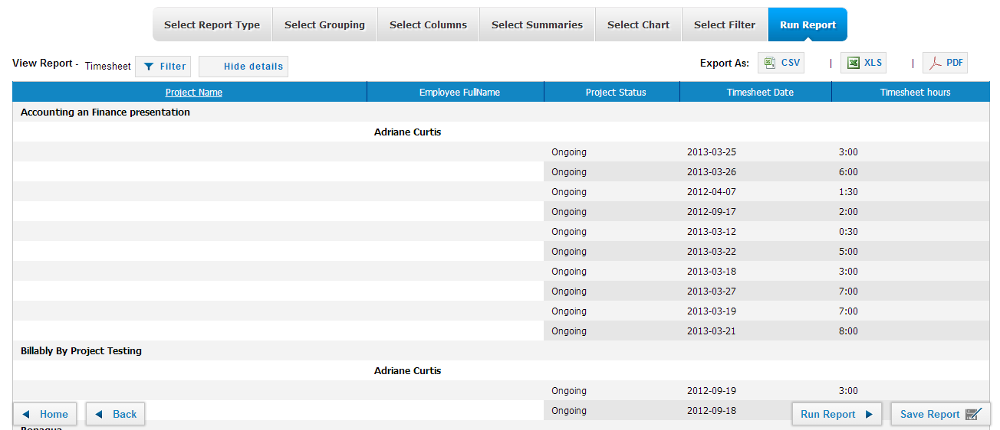 Select Report Type Select Grouping Select Columns Select Summaries Select Chart Select Filter Run Report
View Report - Timesheet Filter Hide details Export As: CSV | XLS | PDF
Project Name Employee FullName Project Status Timesheet Date Timesheet hours
Accounting an Finance presentation
Adriane Curtis
Ongoing 2013-03-25 3:00
Ongoing 2013-03-26 6:00
Ongoing 2012-04-07 1:30
Ongoing 2012-09-17 2:00
Ongoing 2013-03-12 0:30
Ongoing 2013-03-22 5:00
Ongoing 2013-03-18 3:00
Ongoing 2013-03-27 7:00
Ongoing 2013-03-19 7:00
Ongoing 2013-03-21 8:00
Billably By Project Testing
Adriane Curtis
Ongoing 2012-09-19 3:00
Ongoing 2012-09-18
Home Back Run Report Save Report